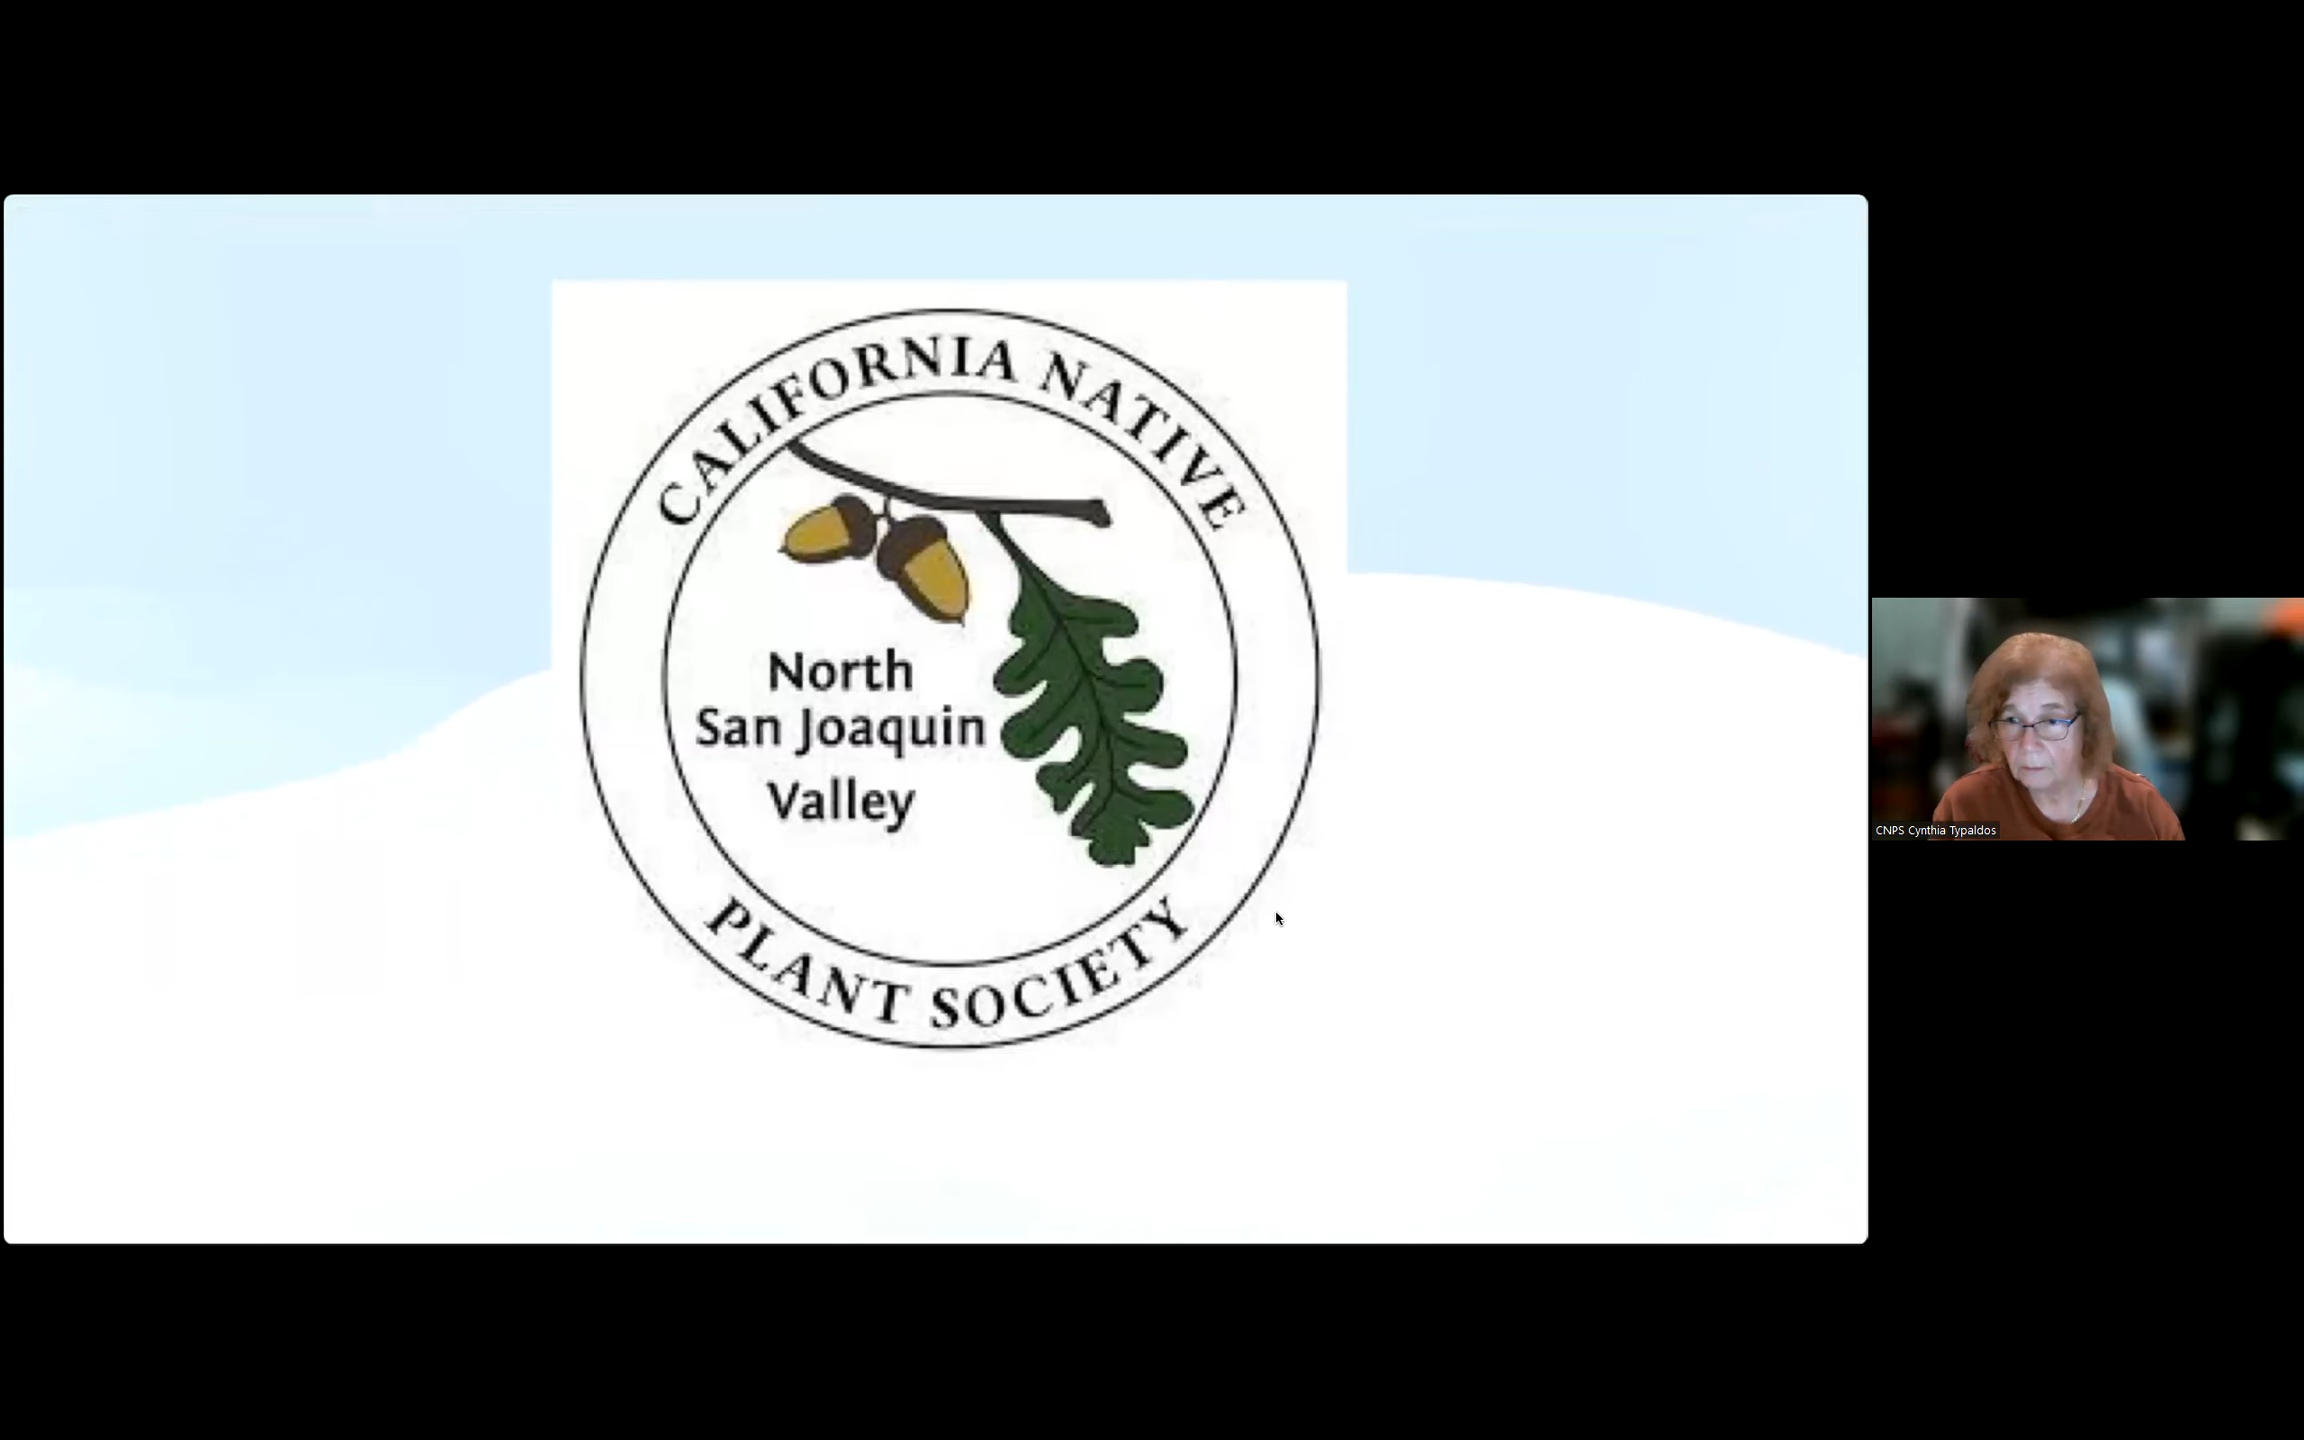 CALIFORNIA NATIVE
North
San Joaquin
Valley
PLANT SOCIETY
CNPS Cynthia Typaldos